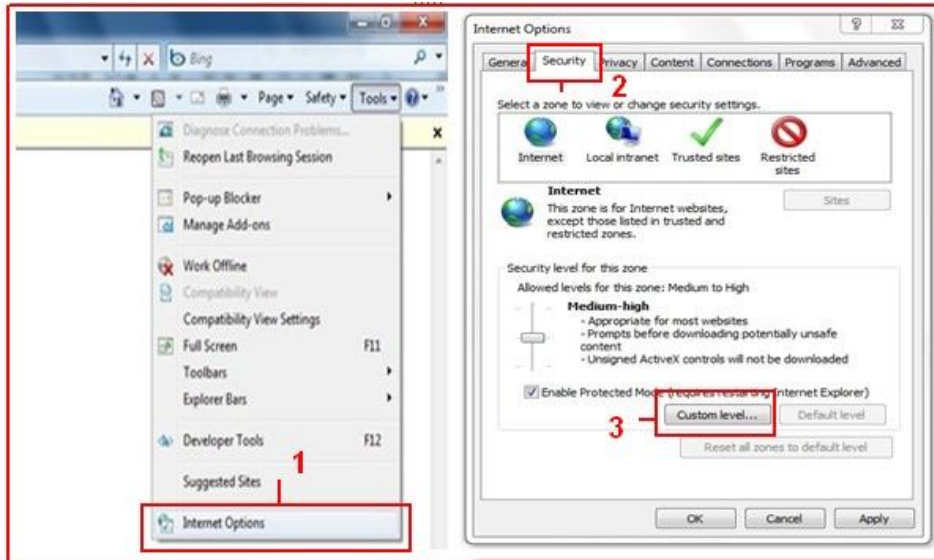 Bing
Page Safety Tools
Diagnose Connection Problems...
Reopen Last Browsing Session
Pop-up Blocker
Manage Add-ons
Work Offline
Compatibility View
Compatibility View Settings
Full Screen F11
Toolbars
Explorer Bars
Developer Tools F12
1
Suggested Sites
Internet Options
Internet Options
General Security Privacy Content Connections Programs Advanced
2
Select a zone to view or change security settings.
Internet Local intranet Trusted sites Restricted
sites
Internet
This zone is for Internet websites,
except those listed in trusted and
restricted zones.
Sites
Security level for this zone
Allowed levels for this zone: Medium to High
Medium-high
- Appropriate for most websites
- Prompts before downloading potentially unsafe
content
- Unsigned ActiveX controls will not be downloaded
Enable Protected Mode (requires restarting Internet Explorer)
3
Custom level... Default level
Reset all zones to default level
OK Cancel Apply